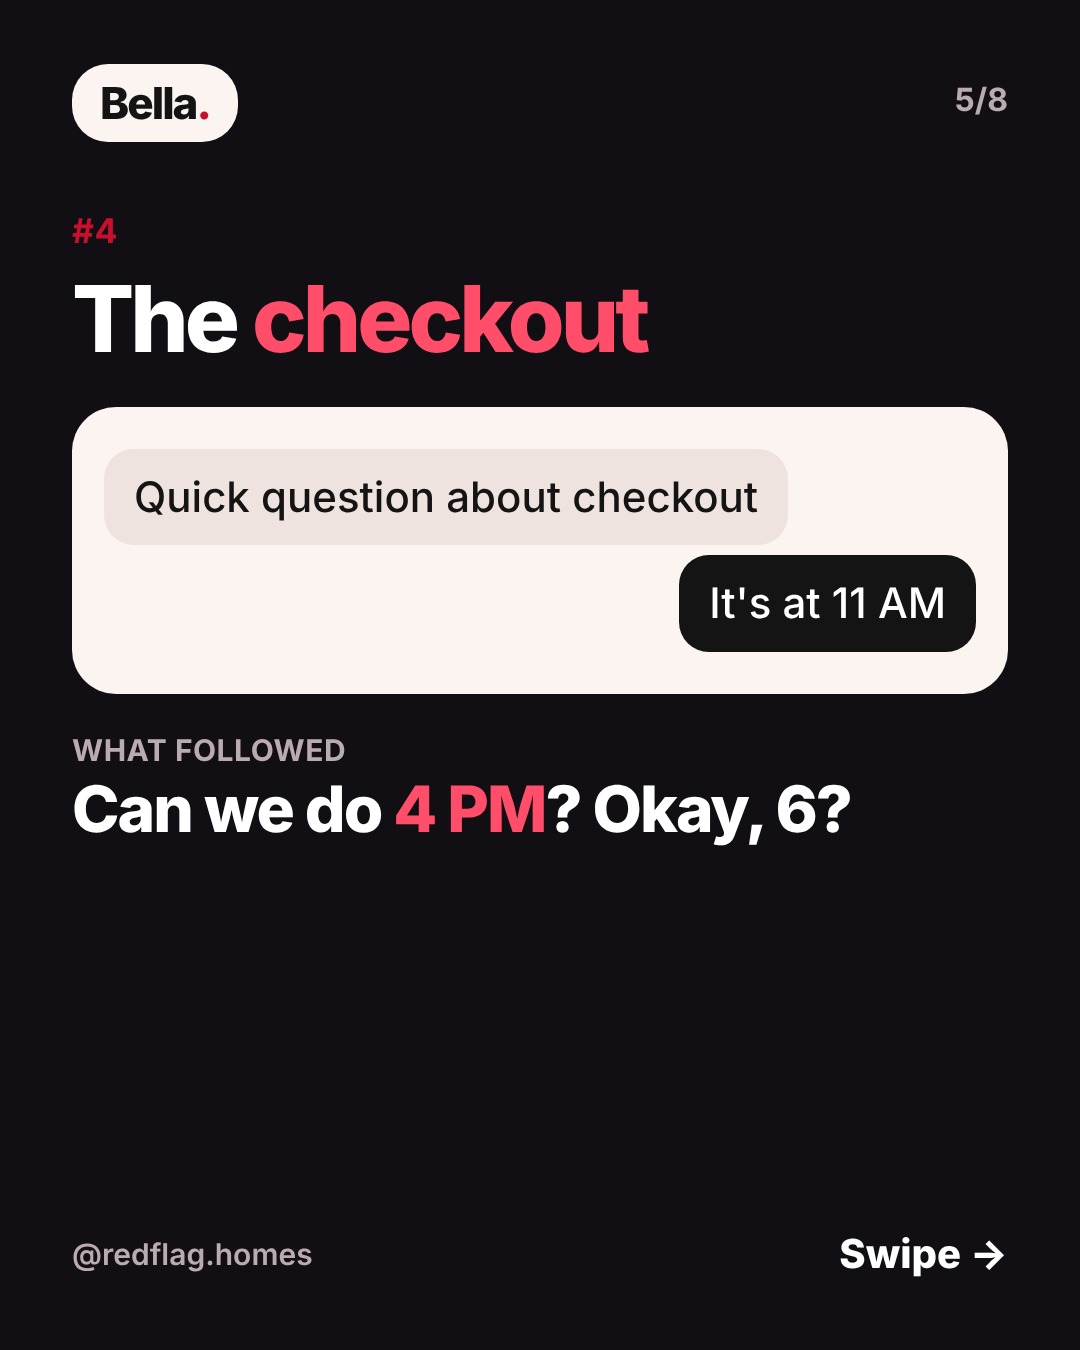 Bella.
5/8
#4
The checkout
Quick question about checkout
It's at 11 AM
WHAT FOLLOWED
Can we do 4 PM? Okay, 6?
@redflag.homes
Swipe →